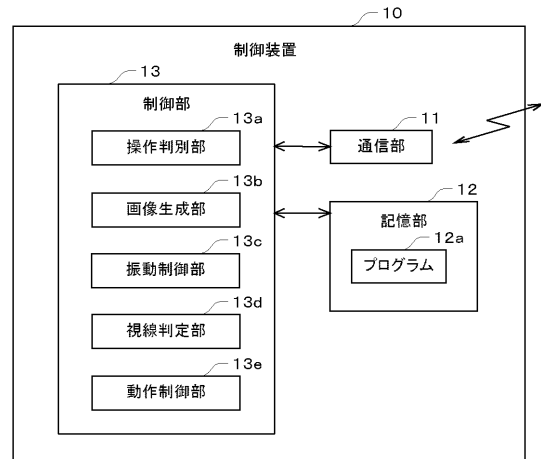 10
制御装置
13
制御部
13a
操作判別部
13b
画像生成部
13c
振動制御部
13d
視線判定部
13e
動作制御部
11
通信部
12
記憶部
12a
プログラム